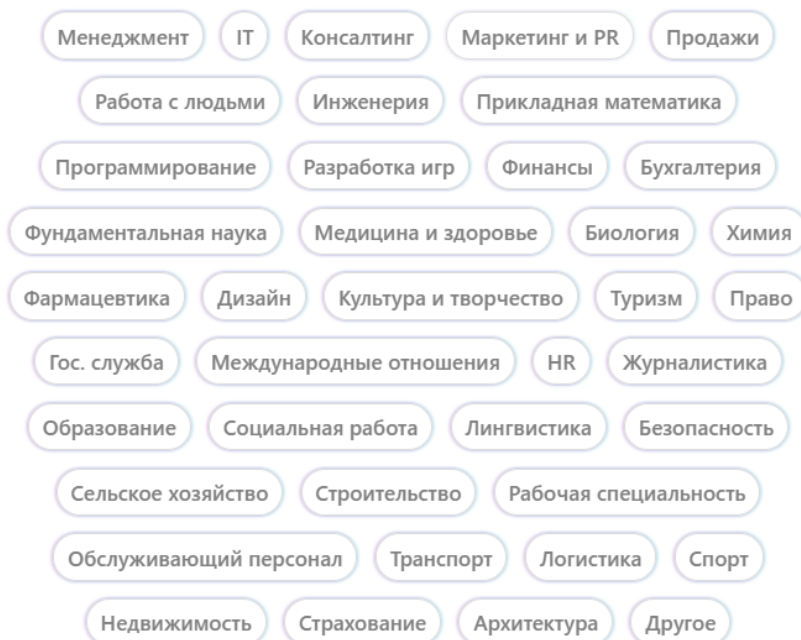 Менеджмент IT Консалтинг Маркетинг и PR Продажи
Работа с людьми Инженерия Прикладная математика
Программирование Разработка игр Финансы Бухгалтерия
Фундаментальная наука Медицина и здоровье Биология Химия
Фармацевтика Дизайн Культура и творчество Туризм Право
Гос. служба Международные отношения HR Журналистика
Образование Социальная работа Лингвистика Безопасность
Сельское хозяйство Строительство Рабочая специальность
Обслуживающий персонал Транспорт Логистика Спорт
Недвижимость Страхование Архитектура Другое